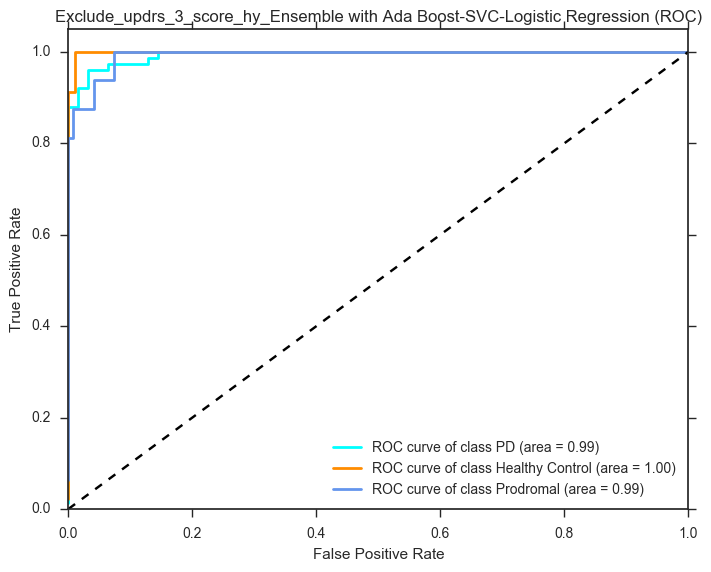 Exclude_updrs_3_score_hy_Ensemble with Ada Boost-SVC-Logistic Regression (ROC)
1.0
0.8
0.6
0.4
0.2
0.0
True Positive Rate
ROC curve of class PD (area = 0.99)
ROC curve of class Healthy Control (area = 1.00)
ROC curve of class Prodromal (area = 0.99)
0.0 0.2 0.4 0.6 0.8 1.0
False Positive Rate